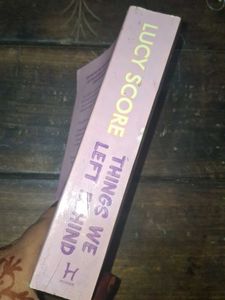 LUCY SCORE
THINGS WE
LEFT BEHIND
H